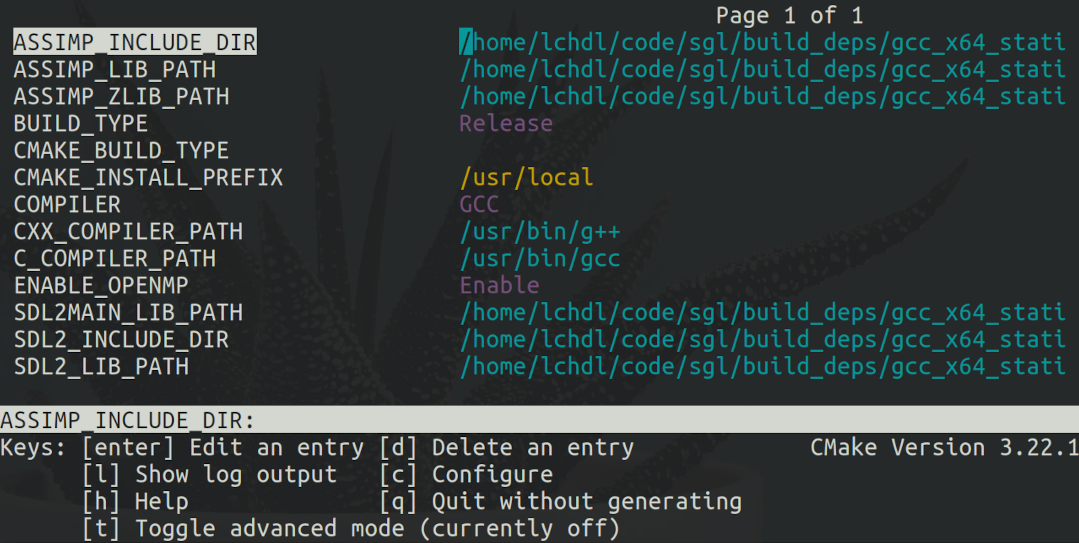 Page 1 of 1
ASSIMP_INCLUDE_DIR /home/lchdl/code/sgl/build_deps/gcc_x64_stati
ASSIMP_LIB_PATH /home/lchdl/code/sgl/build_deps/gcc_x64_stati
ASSIMP_ZLIB_PATH /home/lchdl/code/sgl/build_deps/gcc_x64_stati
BUILD_TYPE Release
CMAKE_BUILD_TYPE
CMAKE_INSTALL_PREFIX /usr/local
COMPILER GCC
CXX_COMPILER_PATH /usr/bin/g++
C_COMPILER_PATH /usr/bin/gcc
ENABLE_OPENMP Enable
SDL2MAIN_LIB_PATH /home/lchdl/code/sgl/build_deps/gcc_x64_stati
SDL2_INCLUDE_DIR /home/lchdl/code/sgl/build_deps/gcc_x64_stati
SDL2_LIB_PATH /home/lchdl/code/sgl/build_deps/gcc_x64_stati
ASSIMP_INCLUDE_DIR:
Keys: [enter] Edit an entry [d] Delete an entry CMake Version 3.22.1
[l] Show log output [c] Configure
[h] Help [q] Quit without generating
[t] Toggle advanced mode (currently off)